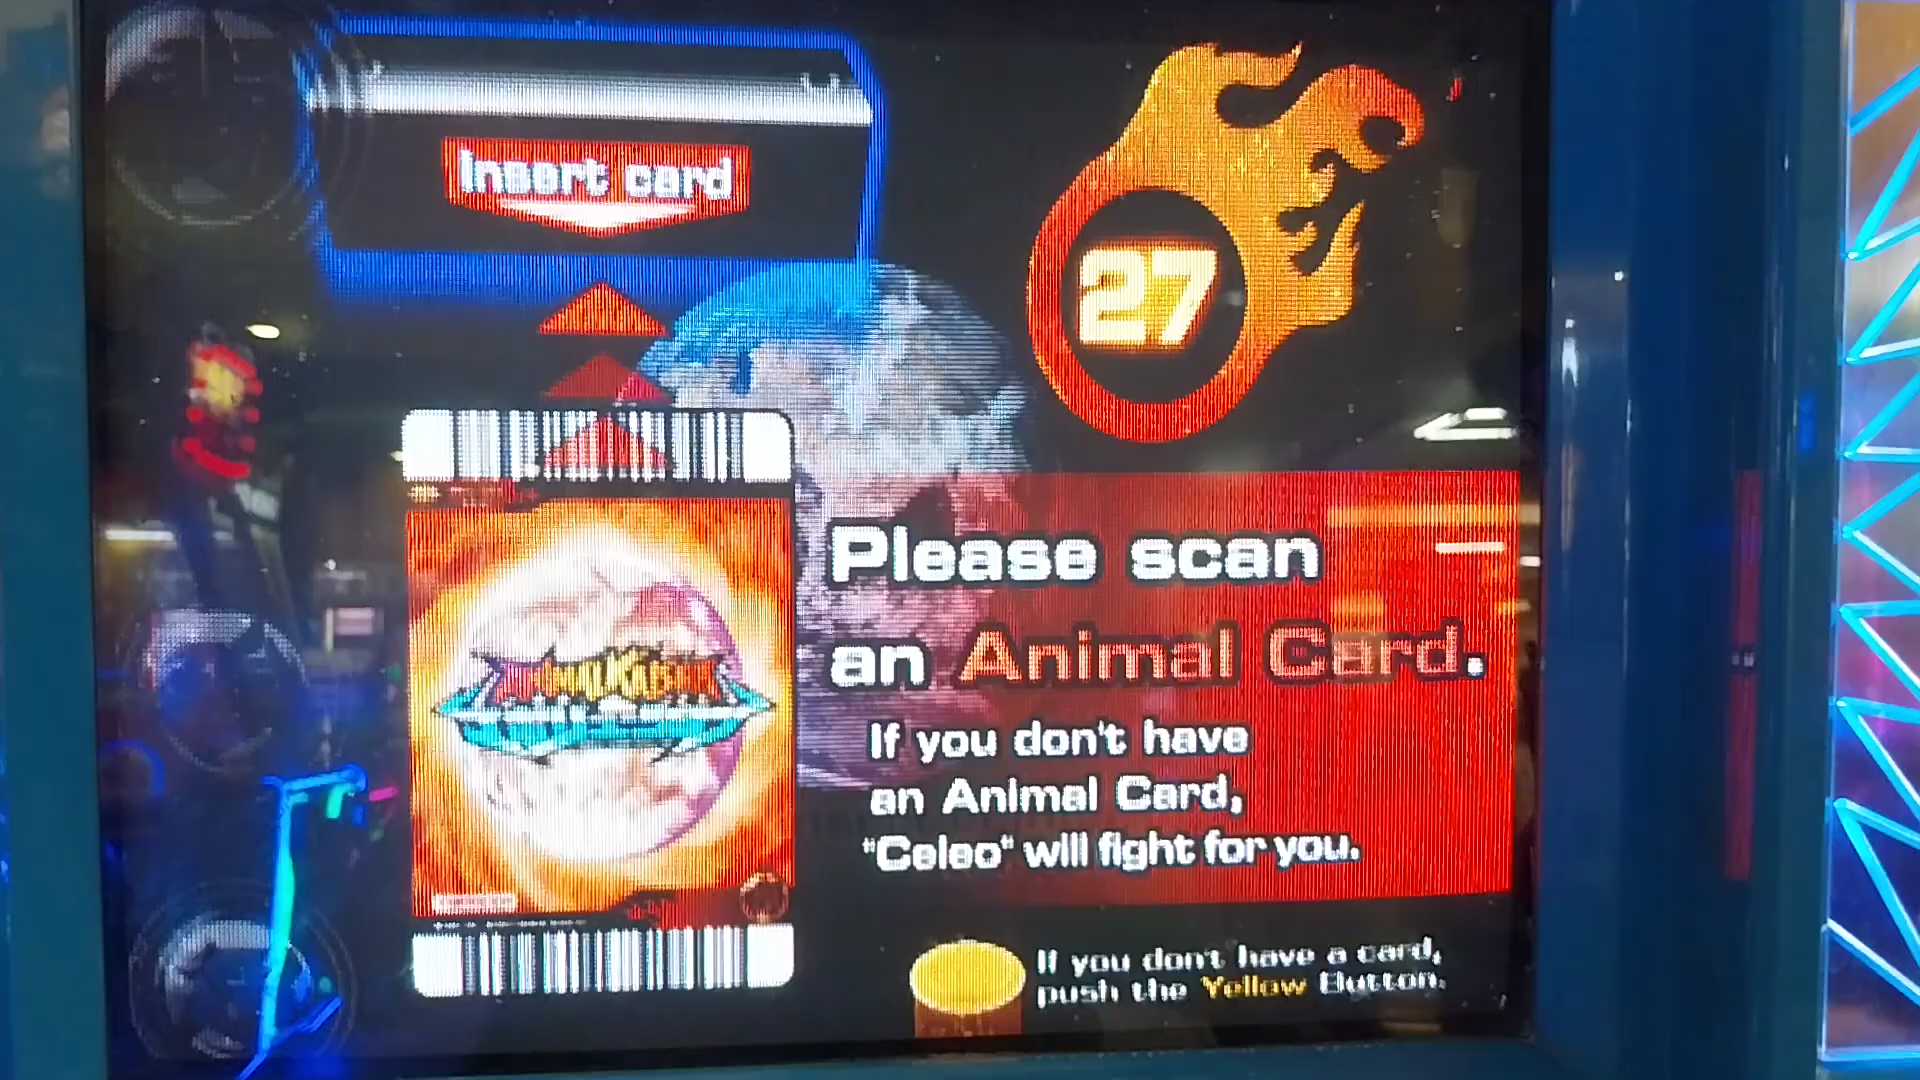 Insert card
27
Please scan
an Animal Card.
If you don't have
an Animal Card,
"Celeo" will fight for you.
If you don't have a card,
push the Yellow Button.